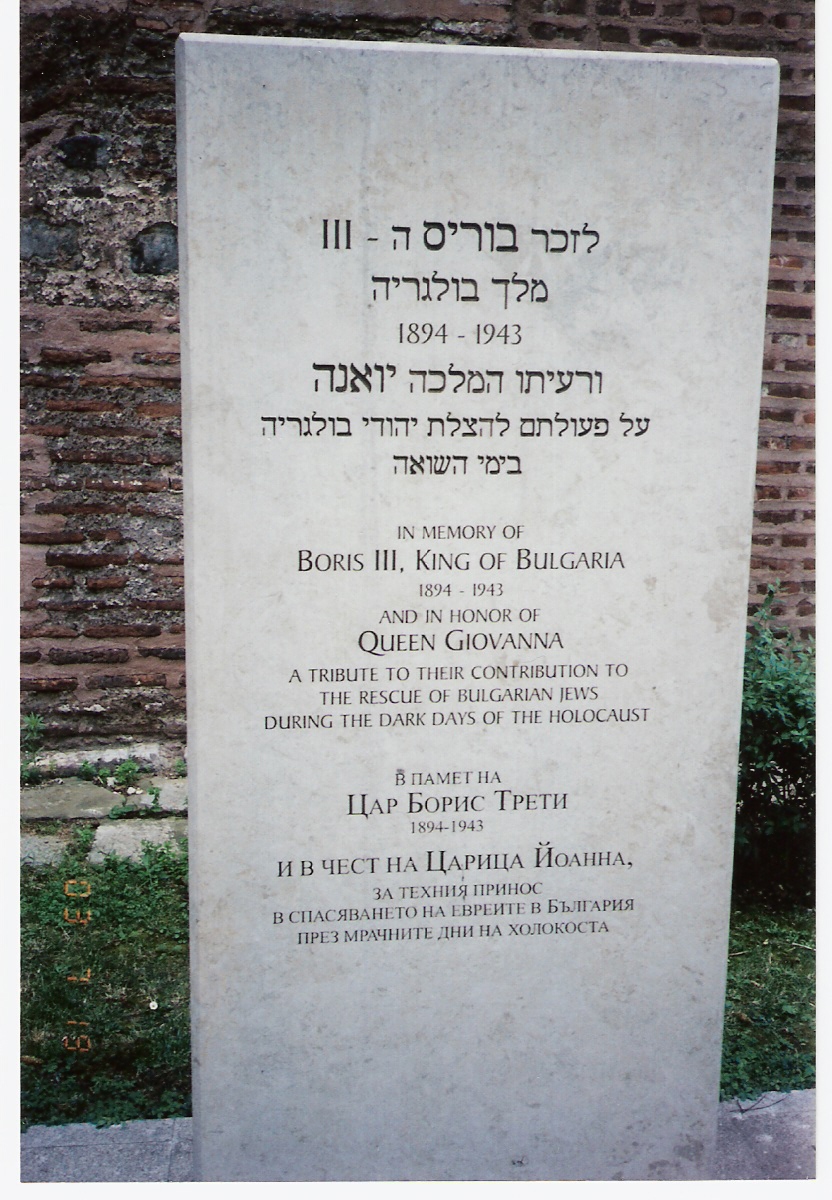 לזכר בוריס ה - III
מלך בולגריה
1894 - 1943
ורעיתו המלכה יואנה
על פעולתם להצלת יהודי בולגריה
בימי השואה
IN MEMORY OF
BORIS III, KING OF BULGARIA
1894 - 1943
AND IN HONOR OF
QUEEN GIOVANNA
A TRIBUTE TO THEIR CONTRIBUTION TO
THE RESCUE OF BULGARIAN JEWS
DURING THE DARK DAYS OF THE HOLOCAUST
В ПАМЕТ НА
ЦАР БОРИС ТРЕТИ
1894-1943
И В ЧЕСТ НА ЦАРИЦА ЙОАННА,
ЗА ТЕХНИЯ ПРИНОС
В СПАСЯВАНЕТО НА ЕВРЕИТЕ В БЪЛГАРИЯ
ПРЕЗ МРАЧНИТЕ ДНИ НА ХОЛОКОСТА
03 7 19